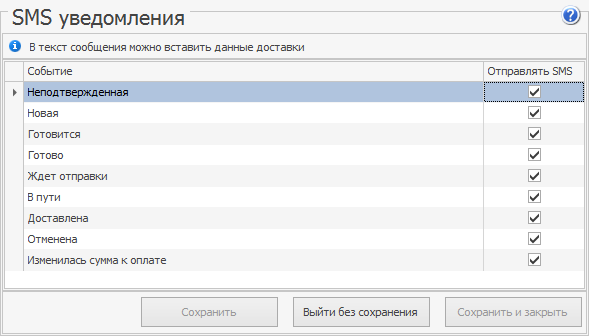 SMS уведомления
В текст сообщения можно вставить данные доставки
Событие Отправлять SMS
Неподтвержденная
Новая
Готовится
Готово
Ждет отправки
В пути
Доставлена
Отменена
Изменилась сумма к оплате
Сохранить Выйти без сохранения Сохранить и закрыть